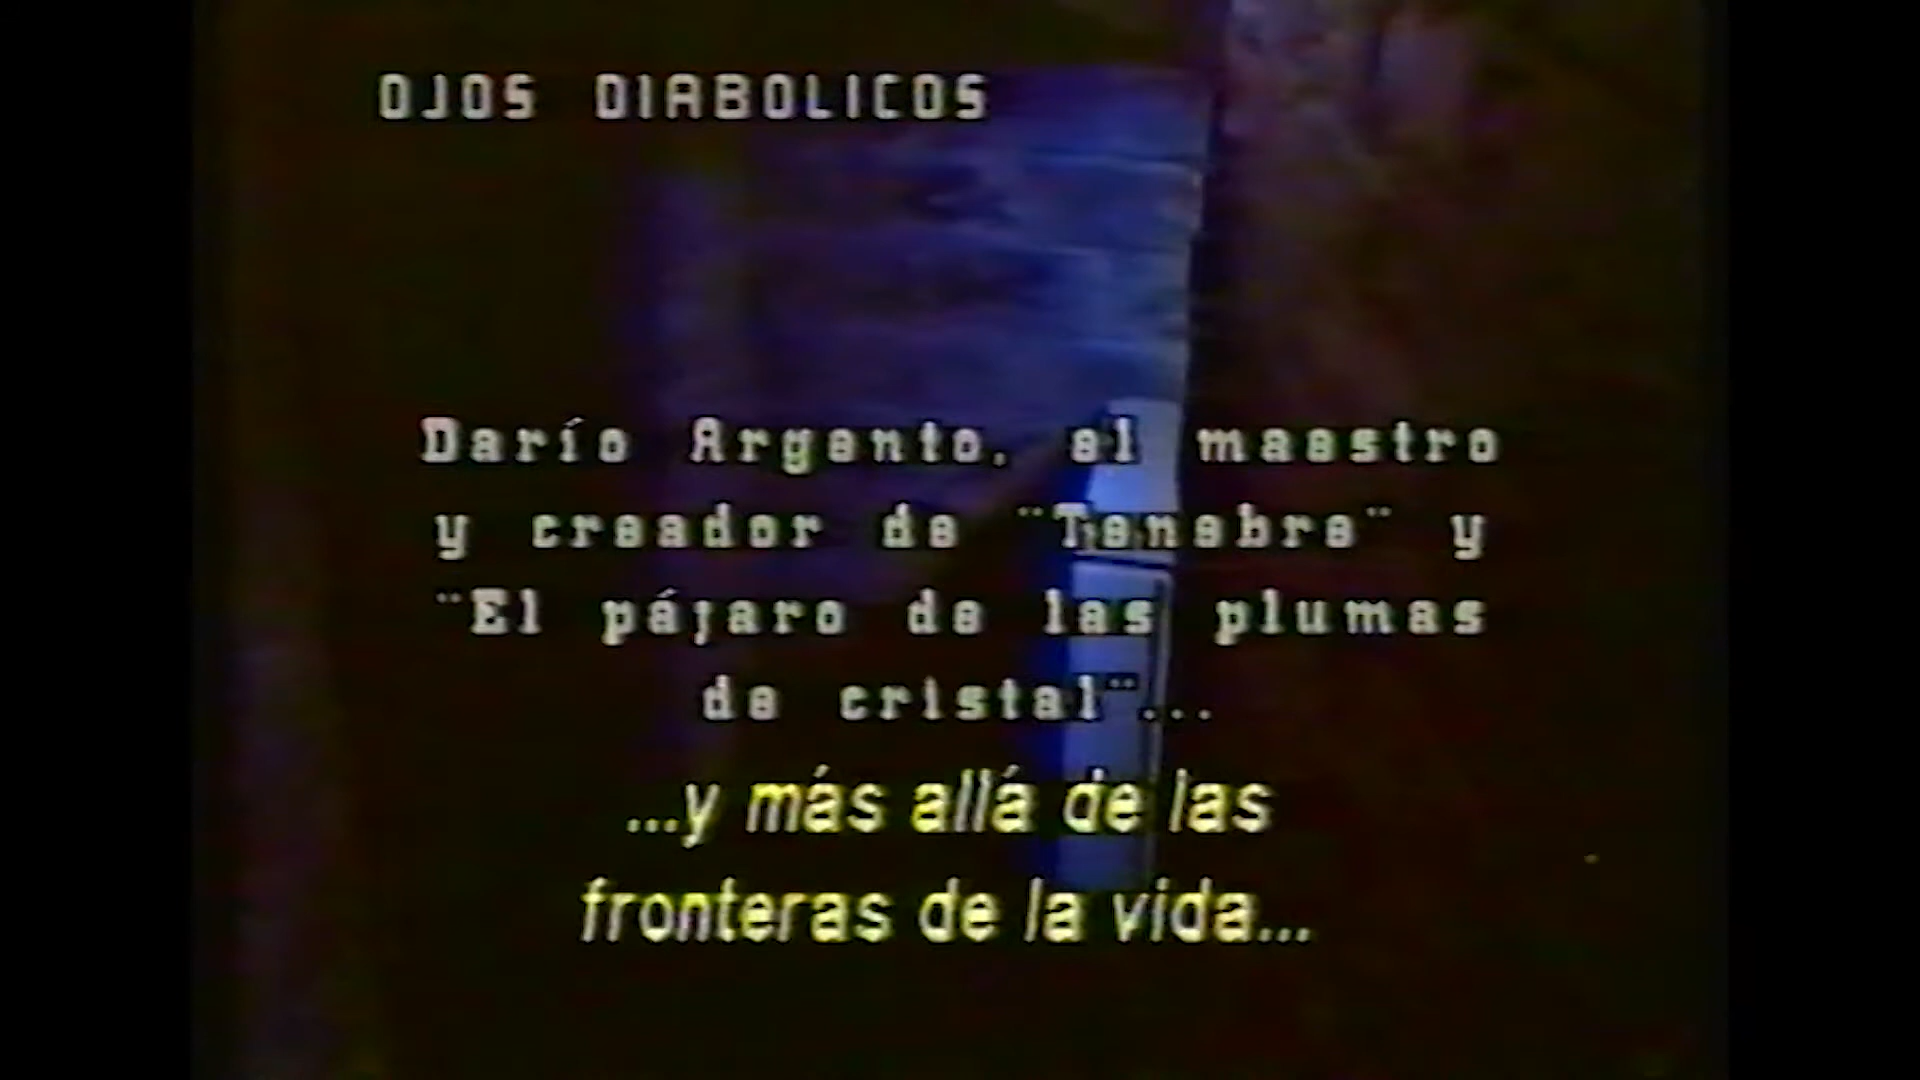 OJOS DIABOLICOS
Darío Argento, el maestro
y creador de ¨Tenebre¨ y
¨El pájaro de las plumas
de cristal¨...
...y más allá de las
fronteras de la vida...